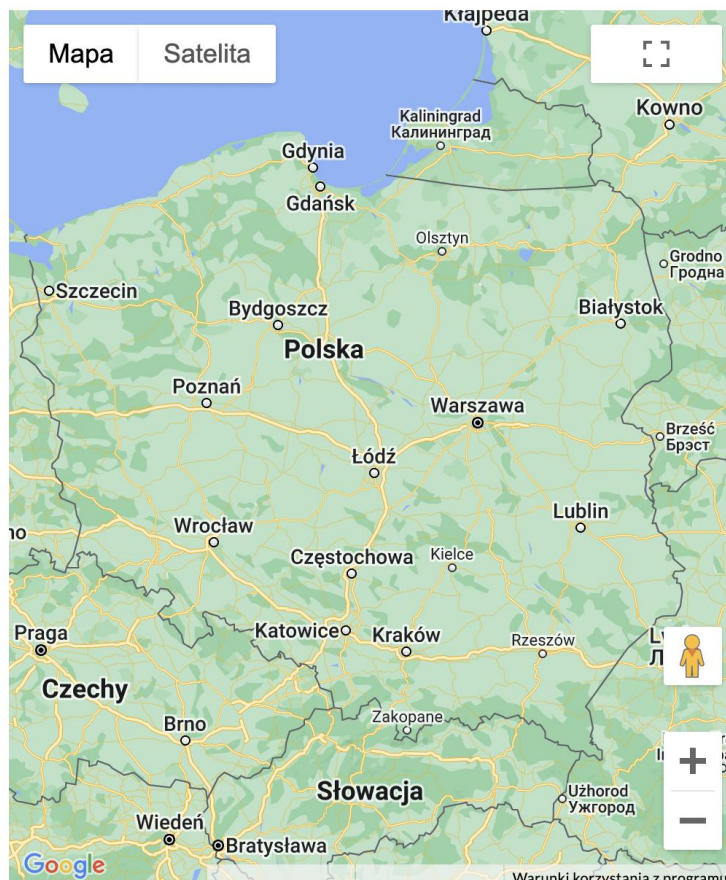 Kłajpeda
Mapa
Satelita
Kowno
Kaliningrad
Калининград
Gdynia
Gdańsk
Olsztyn
Grodno
Гродна
Szczecin
Bydgoszcz
Białystok
Polska
Poznań
Warszawa
Brześć
Брэст
Łódź
Lublin
Wrocław
Częstochowa
Kielce
Katowice
Kraków
Rzeszów
Praga
Czechy
Zakopane
Brno
Słowacja
Użhorod
Ужгород
Wiedeń
Bratysława
Google
Warunki korzystania z programu